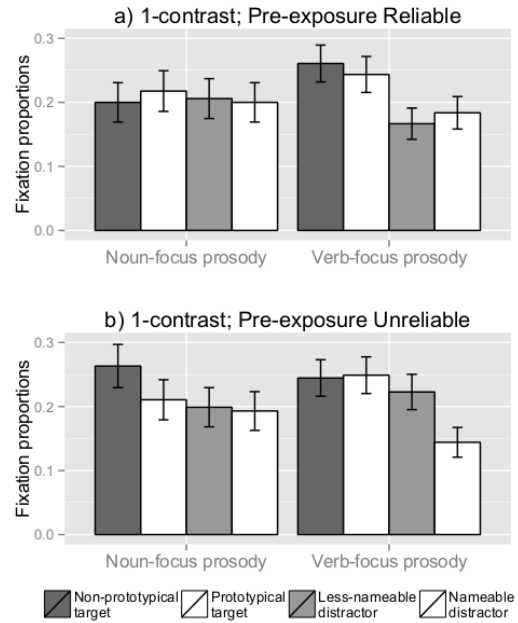 a) 1-contrast; Pre-exposure Reliable
Fixation proportions
0.3
0.2
0.1
0.0
Noun-focus prosody Verb-focus prosody
b) 1-contrast; Pre-exposure Unreliable
Fixation proportions
0.3
0.2
0.1
0.0
Noun-focus prosody Verb-focus prosody
Non-prototypical Prototypical Less-nameable Nameable
target target distractor distractor